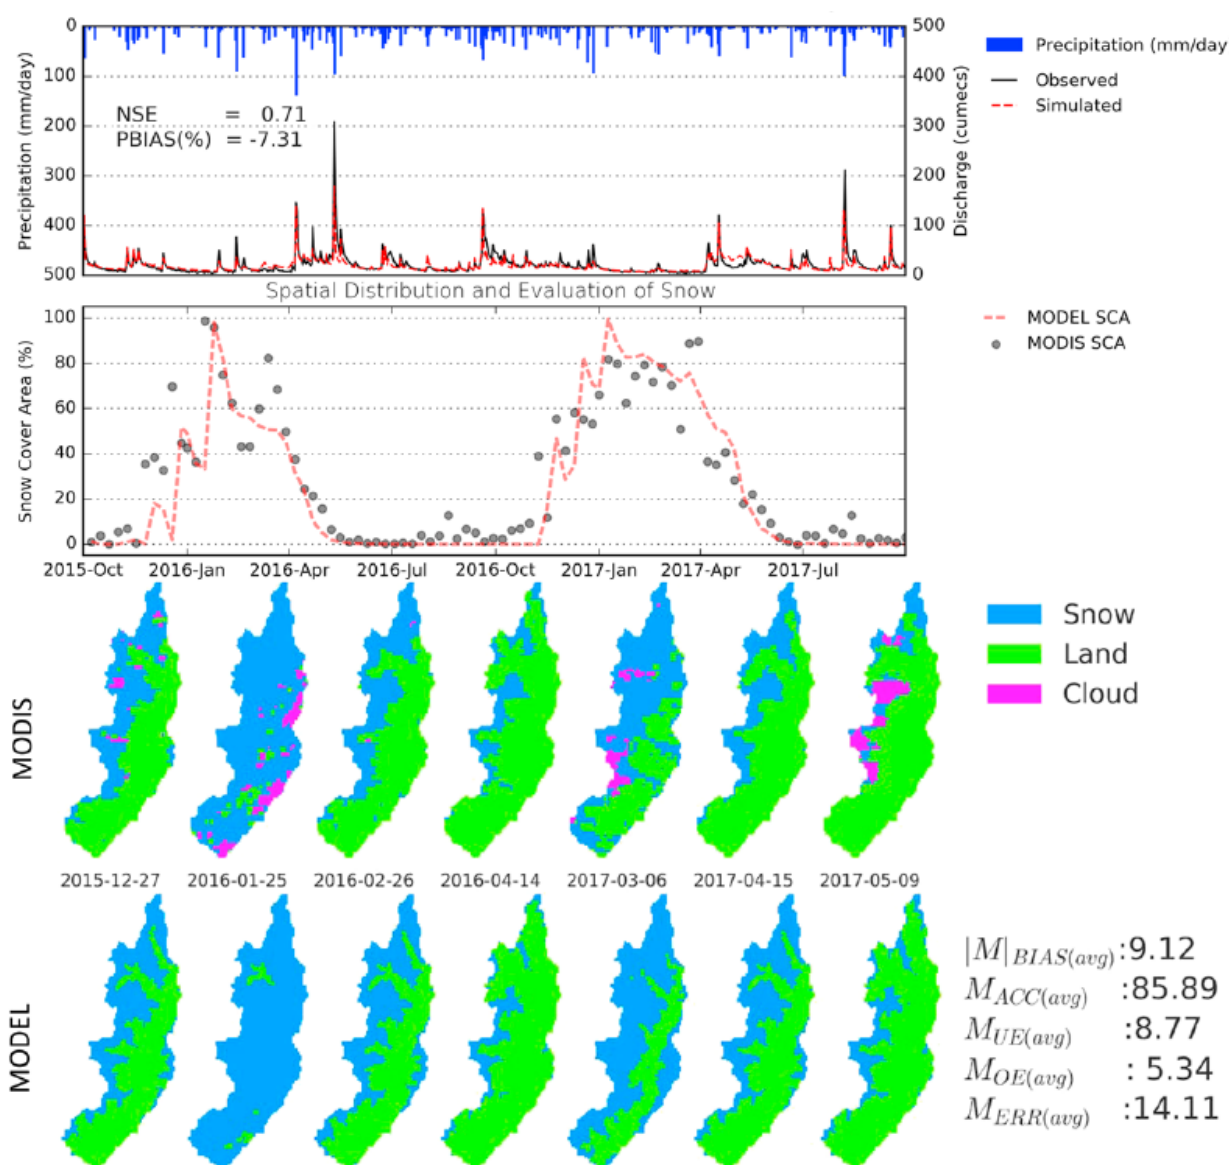 0
100
200
300
400
500
Precipitation (mm/day)
NSE = 0.71
PBIAS(%) = -7.31
500
400
300
200
100
0
Discharge (cumecs)
Precipitation (mm/day
Observed
Simulated
Spatial Distribution and Evaluation of Snow
100
80
60
40
20
0
Snow Cover Area (%)
MODEL SCA
MODIS SCA
2015-Oct 2016-Jan 2016-Apr 2016-Jul 2016-Oct 2017-Jan 2017-Apr 2017-Jul
Snow
Land
Cloud
MODIS
2015-12-27 2016-01-25 2016-02-26 2016-04-14 2017-03-06 2017-04-15 2017-05-09
MODEL
|M|BIAS(avg):9.12
MACC(avg) :85.89
MUE(avg) :8.77
MOE(avg) : 5.34
MERR(avg) :14.11